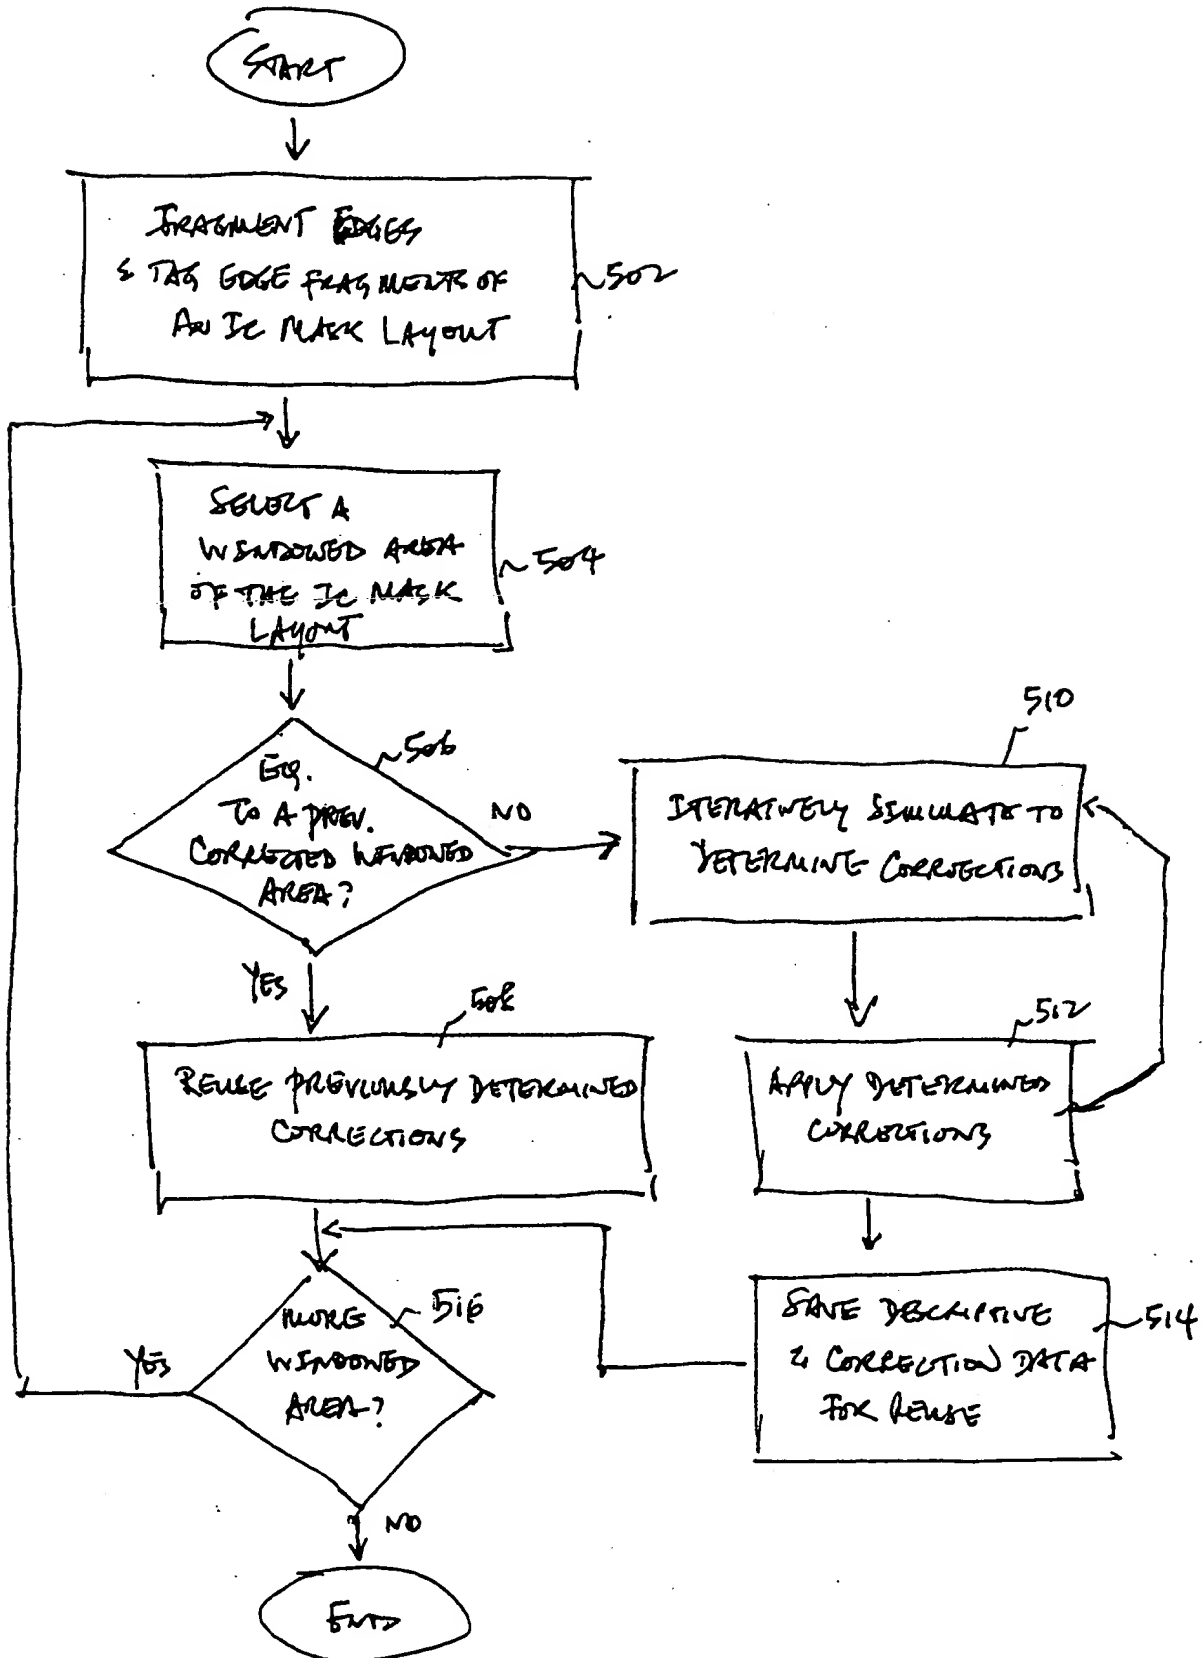 START
FRAGMENT EDGES
& TAG EDGE FRAGMENTS OF
AN IC MASK LAYOUT
502
SELECT A
WINDOWED AREA
OF THE IC MASK
LAYOUT
504
EQ.
TO A PREV.
CORRECTED WINDOWED
AREA?
506
NO
YES
510
ITERATIVELY SIMULATE TO
DETERMINE CORRECTIONS
508
REUSE PREVIOUSLY DETERMINED
CORRECTIONS
512
APPLY DETERMINED
CORRECTIONS
MORE
WINDOWED
AREA?
516
YES
NO
SAVE DESCRIPTIVE
& CORRECTION DATA
FOR REUSE
514
END